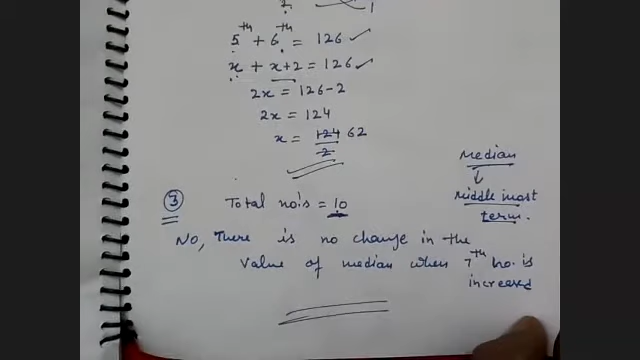 5th + 6th = 126 ✓
x + x+2 = 126 ✓
2x = 126-2
2x = 124
x = 124/2 62
Median
↓
middle most
term.
③ Total no.s = 10
No, There is no change in the
value of median when 7th no. is
increased